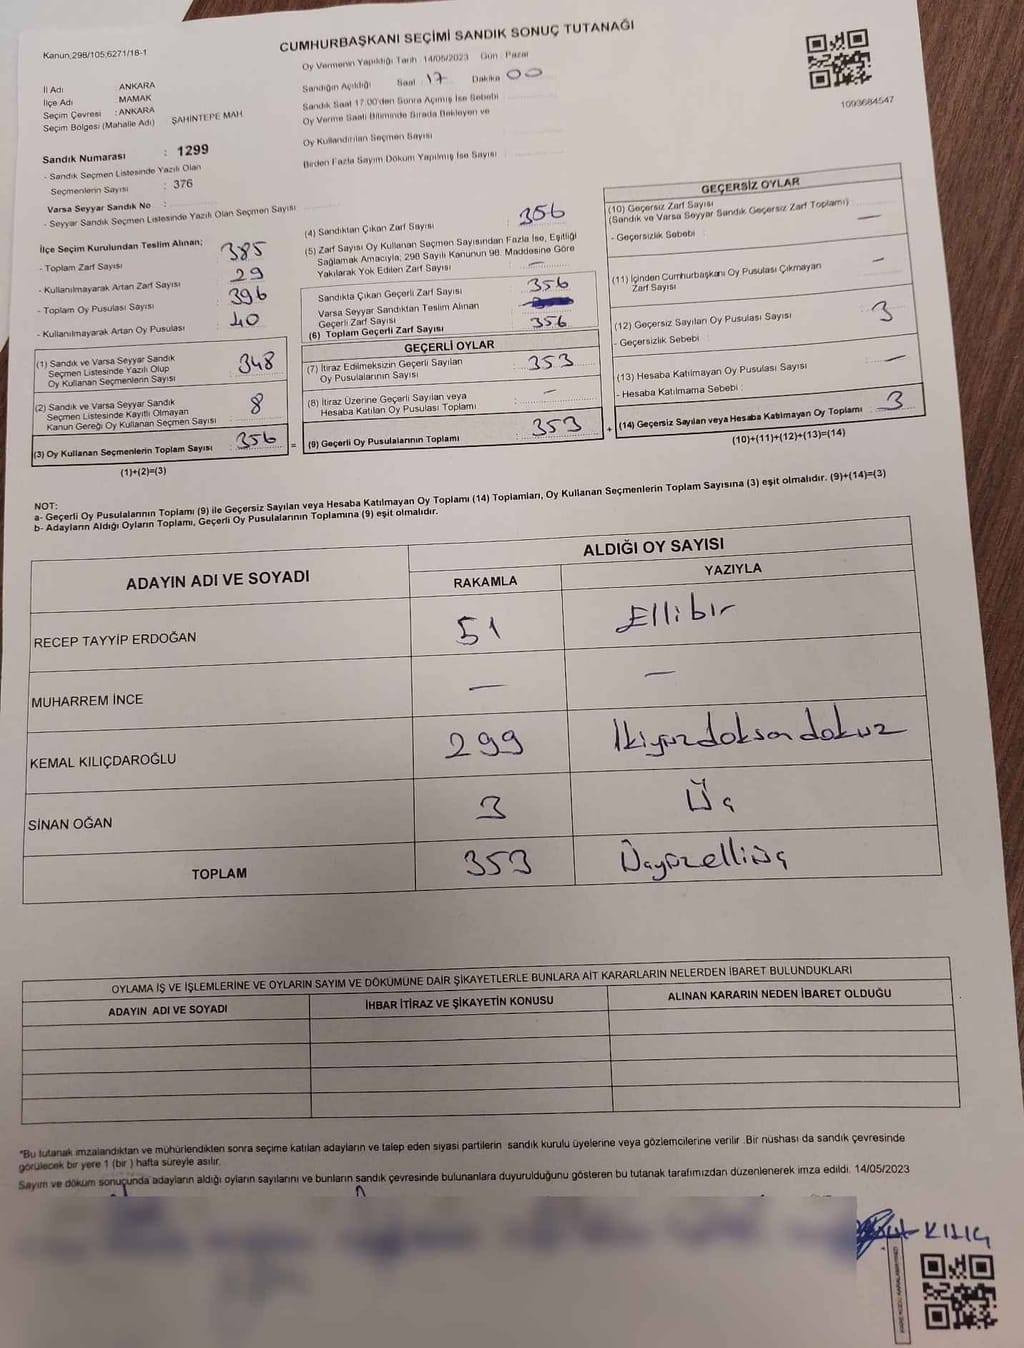 Kanun,298/105,6271/18-1
CUMHURBAŞKANI SEÇİMİ SANDIK SONUÇ TUTANAĞI
Oy Vermenin Yapıldığı Tarih : 14/05/2023 Gün : Pazar
Sandığın Açıldığı Saat : 17 Dakika : 00
Sandık Saat 17:00'den Sonra Açılmış İse Sebebi
Oy Verme Saati Bitiminde Sırada Bekleyen ve
Oy Kullandırılan Seçmen Sayısı
Birden Fazla Sayım Döküm Yapılmış İse Sayısı
1093684547
İl Adı : ANKARA
İlçe Adı : MAMAK
Seçim Çevresi : ANKARA
Seçim Bölgesi (Mahalle Adı) ŞAHİNTEPE MAH.
Sandık Numarası : 1299
- Sandık Seçmen Listesinde Yazılı Olan
Seçmenlerin Sayısı : 376
Varsa Seyyar Sandık No :
- Seyyar Sandık Seçmen Listesinde Yazılı Olan Seçmen Sayısı
İlçe Seçim Kurulundan Teslim Alınan;
- Toplam Zarf Sayısı : 385
- Kullanılmayarak Artan Zarf Sayısı : 29
- Toplam Oy Pusulası Sayısı : 396
- Kullanılmayarak Artan Oy Pusulası : 40
(1) Sandık ve Varsa Seyyar Sandık
Seçmen Listesinde Yazılı Olup
Oy Kullanan Seçmenlerin Sayısı : 348
(2) Sandık ve Varsa Seyyar Sandık
Seçmen Listesinde Kayıtlı Olmayan
Kanun Gereği Oy Kullanan Seçmen Sayısı : 8
(3) Oy Kullanan Seçmenlerin Toplam Sayısı : 356 =
(1)+(2)=(3)
(4) Sandıktan Çıkan Zarf Sayısı : 356
(5) Zarf Sayısı Oy Kullanan Seçmen Sayısından Fazla İse, Eşitliği
Sağlamak Amacıyla; 298 Sayılı Kanunun 98. Maddesine Göre
Yakılarak Yok Edilen Zarf Sayısı : —
Sandıkta Çıkan Geçerli Zarf Sayısı : 356
Varsa Seyyar Sandıktan Teslim Alınan
Geçerli Zarf Sayısı :
(6) Toplam Geçerli Zarf Sayısı : 356
GEÇERLİ OYLAR
(7) İtiraz Edilmeksizin Geçerli Sayılan
Oy Pusulalarının Sayısı : 353
(8) İtiraz Üzerine Geçerli Sayılan veya
Hesaba Katılan Oy Pusulası Toplamı : —
(9) Geçerli Oy Pusulalarının Toplamı : 353 +
GEÇERSİZ OYLAR
(10) Geçersiz Zarf Sayısı
(Sandık ve Varsa Seyyar Sandık Geçersiz Zarf Toplamı) : —
- Geçersizlik Sebebi :
(11) İçinden Cumhurbaşkanı Oy Pusulası Çıkmayan
Zarf Sayısı : —
(12) Geçersiz Sayılan Oy Pusulası Sayısı : 3
- Geçersizlik Sebebi :
(13) Hesaba Katılmayan Oy Pusulası Sayısı : —
- Hesaba Katılmama Sebebi :
(14) Geçersiz Sayılan veya Hesaba Katılmayan Oy Toplamı : 3
(10)+(11)+(12)+(13)=(14)
NOT:
a- Geçerli Oy Pusulalarının Toplamı (9) ile Geçersiz Sayılan veya Hesaba Katılmayan Oy Toplamı (14) Toplamları, Oy Kullanan Seçmenlerin Toplam Sayısına (3) eşit olmalıdır. (9)+(14)=(3)
b- Adayların Aldığı Oyların Toplamı, Geçerli Oy Pusulalarının Toplamına (9) eşit olmalıdır.
ADAYIN ADI VE SOYADI ALDIĞI OY SAYISI
RAKAMLA YAZIYLA
RECEP TAYYİP ERDOĞAN 51 Ellibir
MUHARREM İNCE — —
KEMAL KILIÇDAROĞLU 299 İkiyüzdoksandokuz
SİNAN OĞAN 3 Üç
TOPLAM 353 Üçyüzelliüç
OYLAMA İŞ VE İŞLEMLERİNE VE OYLARIN SAYIM VE DÖKÜMÜNE DAİR ŞİKAYETLERLE BUNLARA AİT KARARLARIN NELERDEN İBARET BULUNDUKLARI
ADAYIN ADI VE SOYADI İHBAR İTİRAZ VE ŞİKAYETİN KONUSU ALINAN KARARIN NEDEN İBARET OLDUĞU
*Bu tutanak imzalandıktan ve mühürlendikten sonra seçime katılan adayların ve talep eden siyasi partilerin sandık kurulu üyelerine veya gözlemcilerine verilir .Bir nüshası da sandık çevresinde
görülecek bir yere 1 (bir ) hafta süreyle asılır.
Sayım ve döküm sonuçunda adayların aldığı oyların sayılarını ve bunların sandık çevresinde bulunanlara duyurulduğunu gösteren bu tutanak tarafımızdan düzenlenerek imza edildi. 14/05/2023
KILIÇ